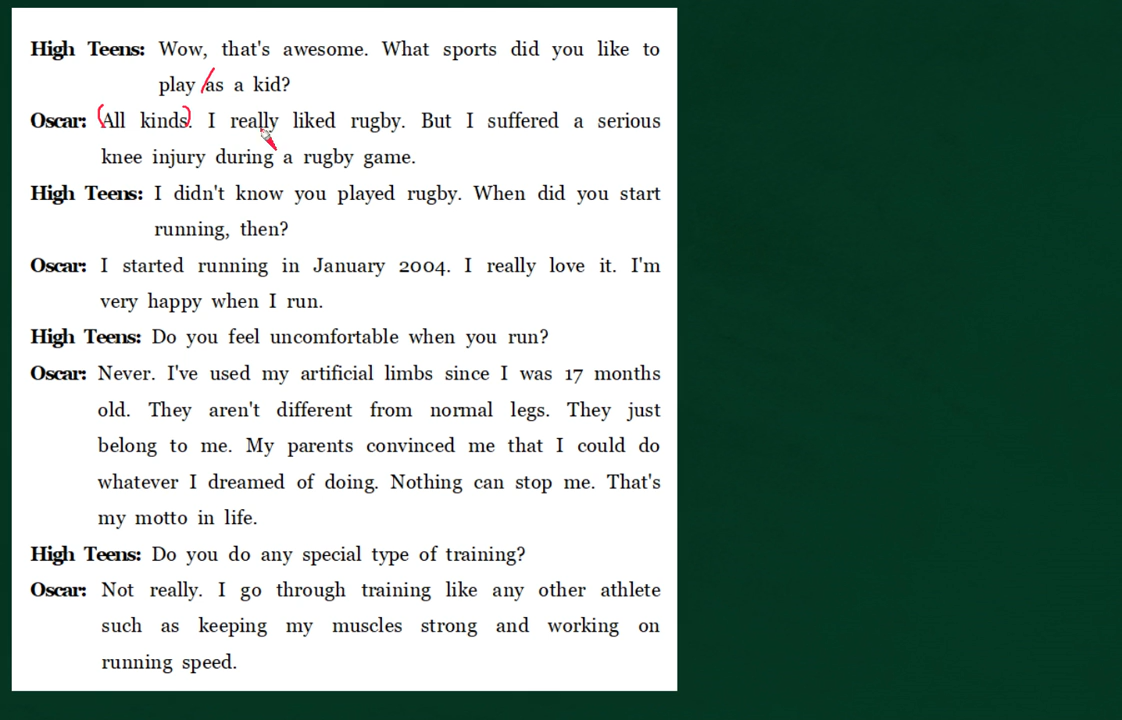 High Teens: Wow, that's awesome. What sports did you like to
play as a kid?
Oscar: All kinds. I really liked rugby. But I suffered a serious
knee injury during a rugby game.
High Teens: I didn't know you played rugby. When did you start
running, then?
Oscar: I started running in January 2004. I really love it. I'm
very happy when I run.
High Teens: Do you feel uncomfortable when you run?
Oscar: Never. I've used my artificial limbs since I was 17 months
old. They aren't different from normal legs. They just
belong to me. My parents convinced me that I could do
whatever I dreamed of doing. Nothing can stop me. That's
my motto in life.
High Teens: Do you do any special type of training?
Oscar: Not really. I go through training like any other athlete
such as keeping my muscles strong and working on
running speed.